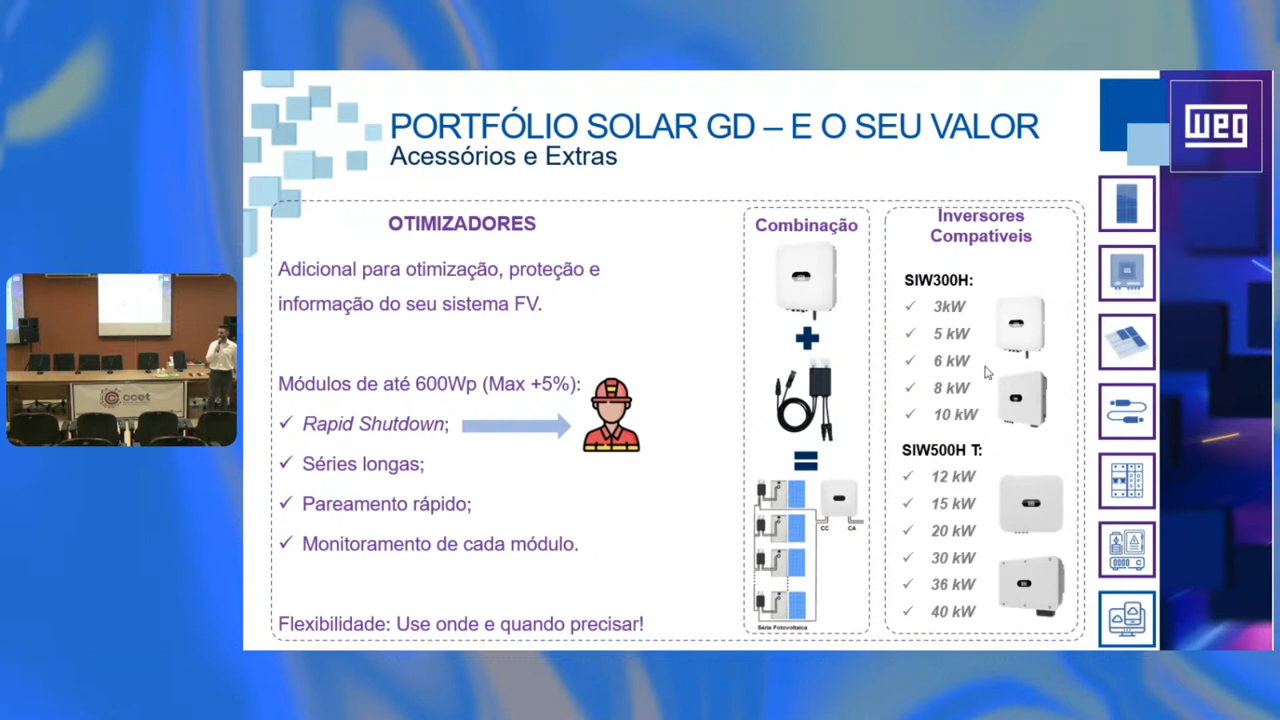 PORTFÓLIO SOLAR GD – E O SEU VALOR
Acessórios e Extras
weg
OTIMIZADORES
Adicional para otimização, proteção e
informação do seu sistema FV.
Módulos de até 600Wp (Max +5%):
✓ Rapid Shutdown;
✓ Séries longas;
✓ Pareamento rápido;
✓ Monitoramento de cada módulo.
Flexibilidade: Use onde e quando precisar!
Combinação
+
=
CC CA
Série Fotovoltaica
Inversores
Compatíveis
SIW300H:
✓ 3kW
✓ 5 kW
✓ 6 kW
✓ 8 kW
✓ 10 kW
SIW500H T:
✓ 12 kW
✓ 15 kW
✓ 20 kW
✓ 30 kW
✓ 36 kW
✓ 40 kW
ccet